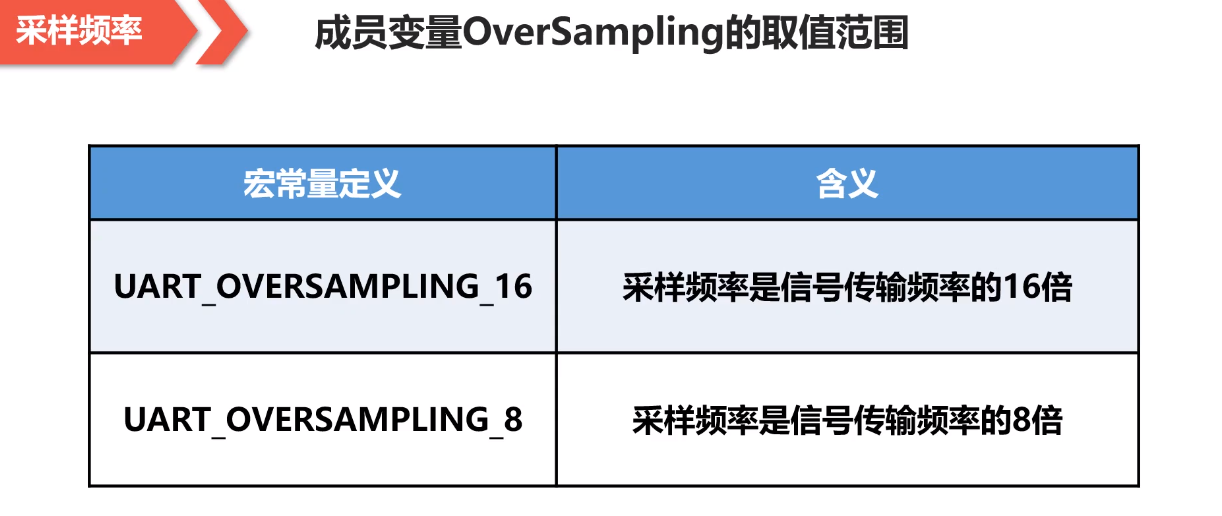 采样频率
成员变量OverSampling的取值范围
宏常量定义
含义
UART_OVERSAMPLING_16
采样频率是信号传输频率的16倍
UART_OVERSAMPLING_8
采样频率是信号传输频率的8倍